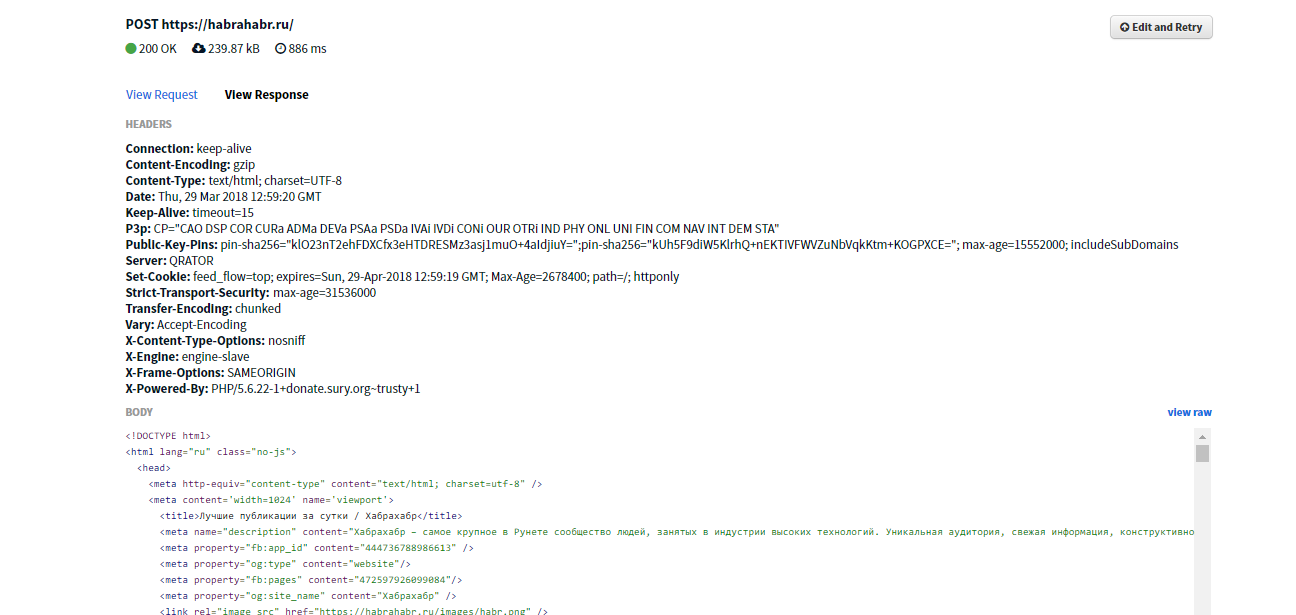 POST https://habrahabr.ru/
Edit and Retry
200 OK 239.87 kB 886 ms
View Request View Response
HEADERS
Connection: keep-alive
Content-Encoding: gzip
Content-Type: text/html; charset=UTF-8
Date: Thu, 29 Mar 2018 12:59:20 GMT
Keep-Alive: timeout=15
P3p: CP="CAO DSP COR CURa ADMa DEVa PSAa PSDa IVAi IVDi CONi OUR OTRi IND PHY ONL UNI FIN COM NAV INT DEM STA"
Public-Key-Pins: pin-sha256="klO23nT2ehFDXCfx3eHTDRESMz3asj1muO+4aIdjiuY=";pin-sha256="kUh5F9diW5KlrhQ+nEKTIVFWVZuNbVqkKtm+KOGPXCE="; max-age=15552000; includeSubDomains
Server: QRATOR
Set-Cookie: feed_flow=top; expires=Sun, 29-Apr-2018 12:59:19 GMT; Max-Age=2678400; path=/; httponly
Strict-Transport-Security: max-age=31536000
Transfer-Encoding: chunked
Vary: Accept-Encoding
X-Content-Type-Options: nosniff
X-Engine: engine-slave
X-Frame-Options: SAMEORIGIN
X-Powered-By: PHP/5.6.22-1+donate.sury.org~trusty+1
BODY view raw
<!DOCTYPE html>
<html lang="ru" class="no-js">
<head>
<meta http-equiv="content-type" content="text/html; charset=utf-8" />
<meta content='width=1024' name='viewport'>
<title>Лучшие публикации за сутки / Хабрахабр</title>
<meta name="description" content="Хабрахабр – самое крупное в Рунете сообщество людей, занятых в индустрии высоких технологий. Уникальная аудитория, свежая информация, конструктивно
<meta property="fb:app_id" content="444736788986613" />
<meta property="og:type" content="website"/>
<meta property="fb:pages" content="472597926099084"/>
<meta property="og:site_name" content="Хабрахабр" />
<link rel="image_src" href="https://habrahabr.ru/images/habr.png" />